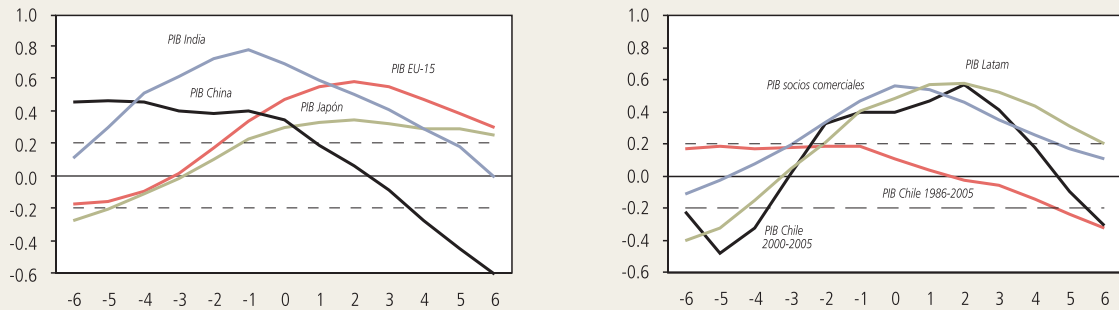 1.0
0.8
0.6
0.4
0.2
0.0
-0.2
-0.4
-0.6
PIB India
PIB EU-15
PIB China
PIB Japón
-6 -5 -4 -3 -2 -1 0 1 2 3 4 5 6
1.0
0.8
0.6
0.4
0.2
0.0
-0.2
-0.4
-0.6
PIB Latam
PIB socios comerciales
PIB Chile 1986-2005
PIB Chile
2000-2005
-6 -5 -4 -3 -2 -1 0 1 2 3 4 5 6